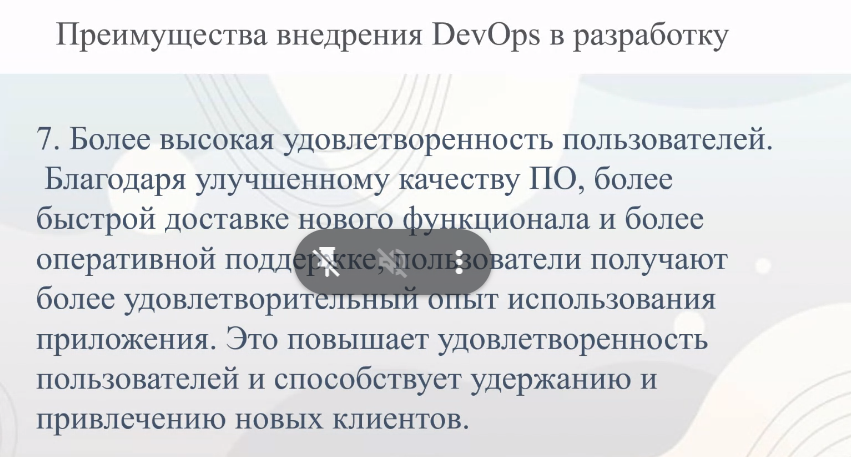 Преимущества внедрения DevOps в разработку
7. Более высокая удовлетворенность пользователей.
Благодаря улучшенному качеству ПО, более
быстрой доставке нового функционала и более
оперативной поддержке, пользователи получают
более удовлетворительный опыт использования
приложения. Это повышает удовлетворенность
пользователей и способствует удержанию и
привлечению новых клиентов.